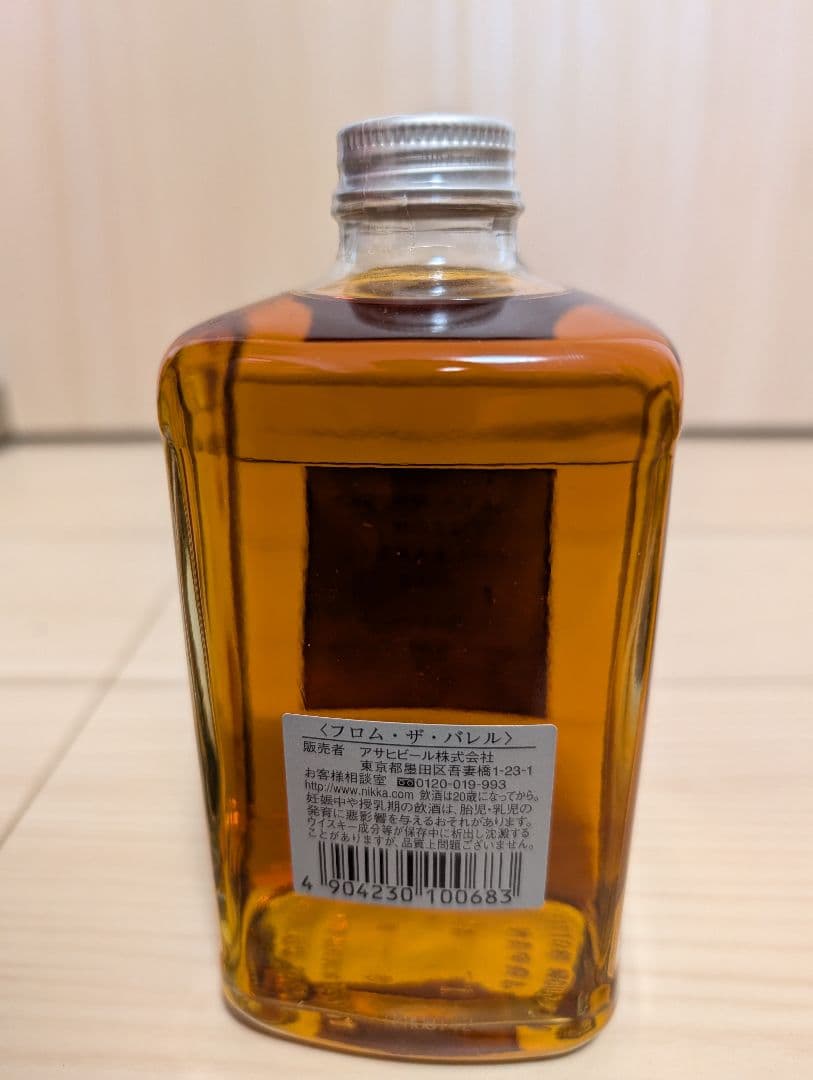 〈フロム・ザ・バレル〉
販売者 アサヒビール株式会社
東京都墨田区吾妻橋1-23-1
お客様相談室 0120-019-993
http://www.nikka.com 飲酒は20歳になってから。
妊娠中や授乳期の飲酒は、胎児・乳児の
発育に悪影響を与えるおそれがあります。
ウイスキー成分等が保存中に析出し沈澱する
ことがありますが、品質上問題ございません。
4 904230 100683